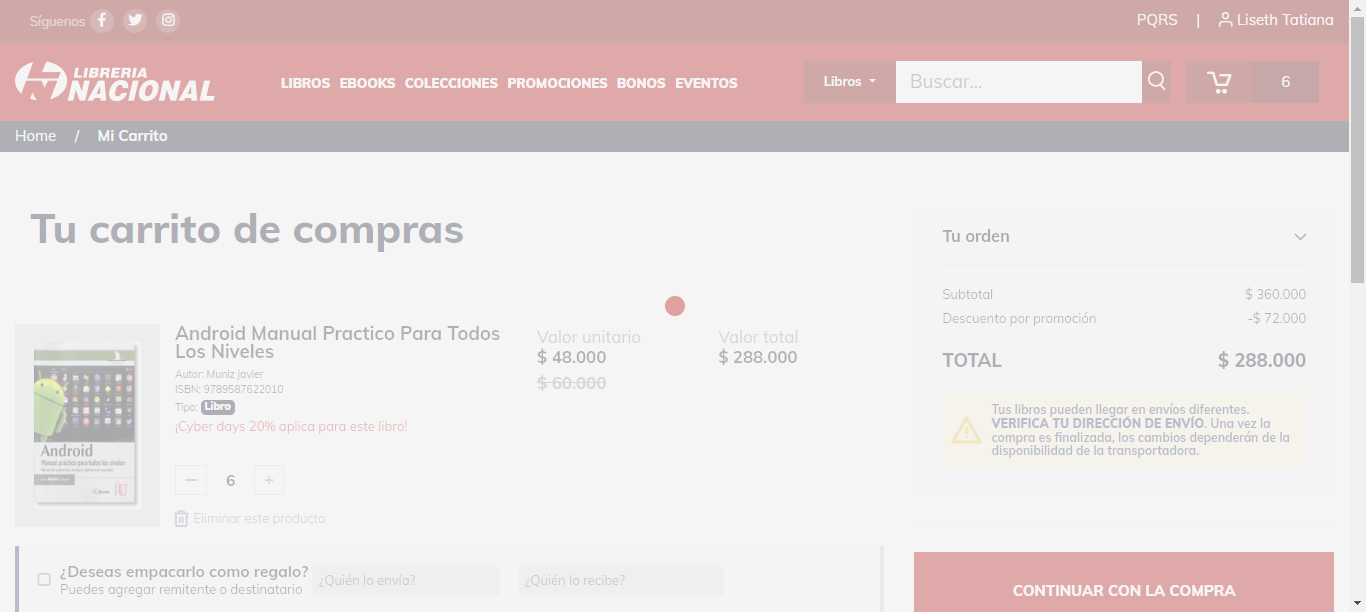 Síguenos
PQRS | Liseth Tatiana
LIBRERIA
NACIONAL
LIBROS EBOOKS COLECCIONES PROMOCIONES BONOS EVENTOS
Libros Buscar... 6
Home / Mi Carrito
Tu carrito de compras
Android Manual Practico Para Todos
Los Niveles
Autor: Muniz javier
ISBN: 9789587622010
Tipo: Libro
¡Cyber days 20% aplica para este libro!
Valor unitario
$ 48.000
$ 60.000
Valor total
$ 288.000
Android
Manual práctico para todos los niveles
6
Eliminar este producto
¿Deseas empacarlo como regalo?
Puedes agregar remitente o destinatario
¿Quién lo envía?
¿Quién lo recibe?
Tu orden
Subtotal $ 360.000
Descuento por promoción -$ 72.000
TOTAL $ 288.000
Tus libros pueden llegar en envíos diferentes.
VERIFICA TU DIRECCIÓN DE ENVÍO. Una vez la
compra es finalizada, los cambios dependerán de la
disponibilidad de la transportadora.
CONTINUAR CON LA COMPRA